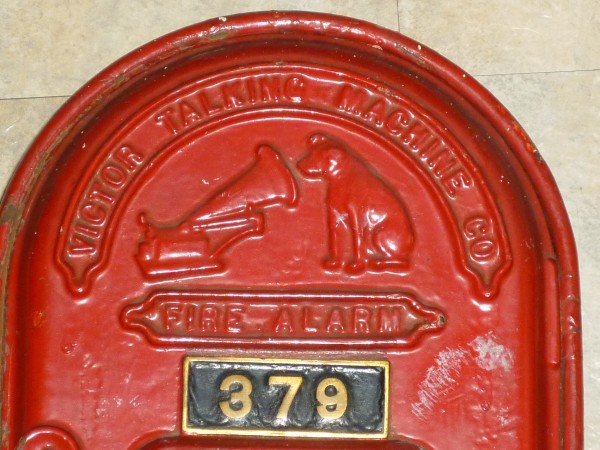 VICTOR TALKING MACHINE CO
FIRE ALARM
379